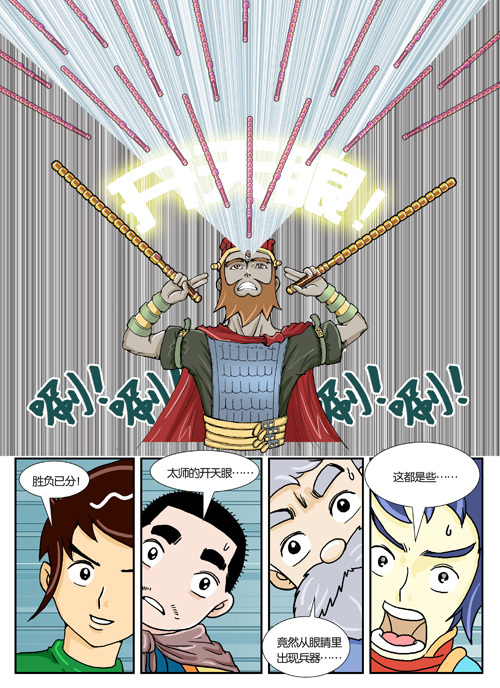 开天眼！
唰！唰！唰！唰！
胜负已分！
太师的开天眼……
竟然从眼睛里
出现兵器……
这都是些……